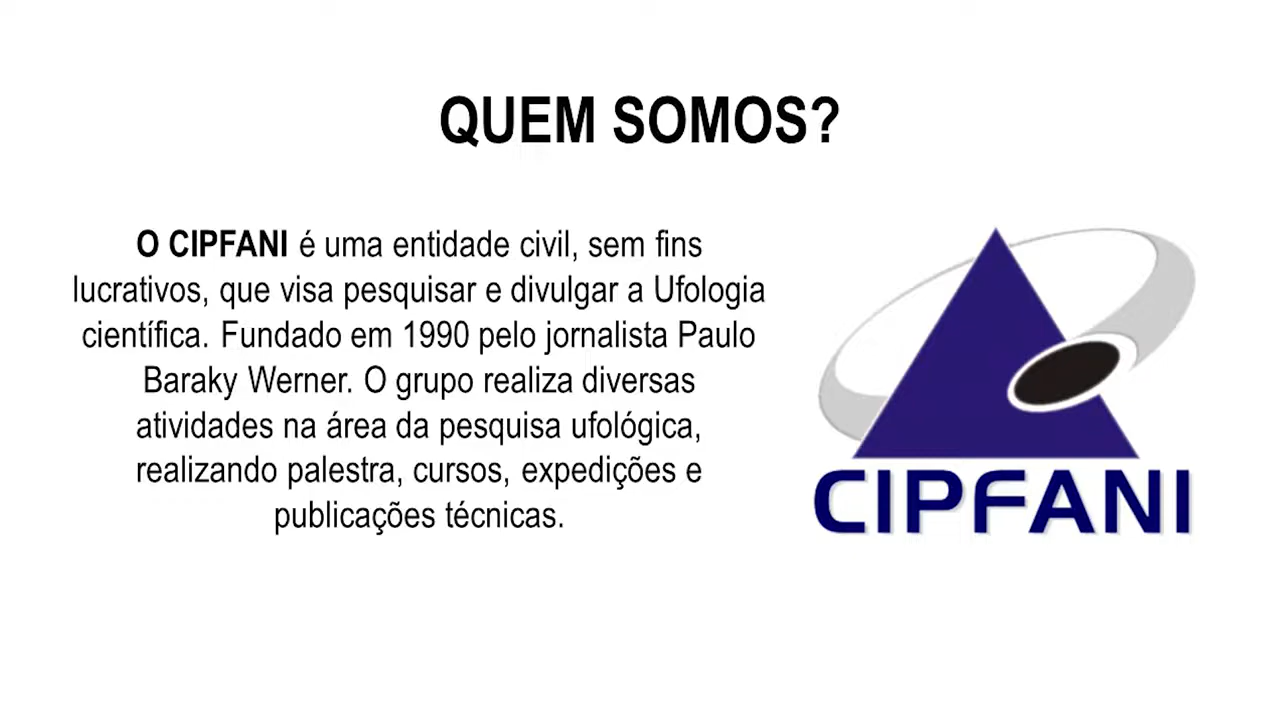 QUEM SOMOS?
O CIPFANI é uma entidade civil, sem fins
lucrativos, que visa pesquisar e divulgar a Ufologia
científica. Fundado em 1990 pelo jornalista Paulo
Baraky Werner. O grupo realiza diversas
atividades na área da pesquisa ufológica,
realizando palestra, cursos, expedições e
publicações técnicas.
CIPFANI